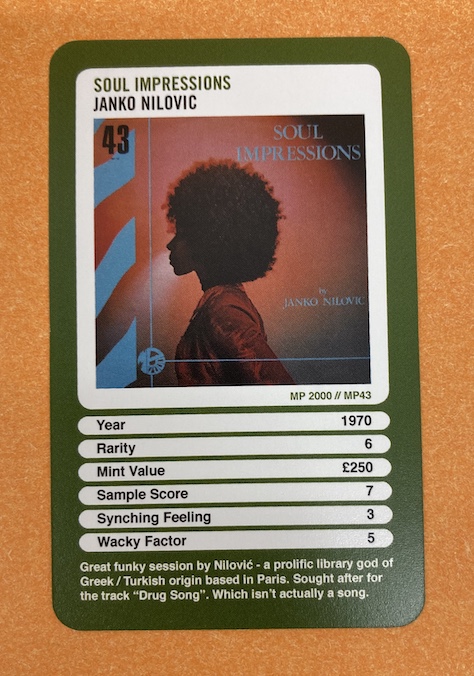 SOUL IMPRESSIONS
JANKO NILOVIC
43
SOUL
IMPRESSIONS
by
JANKO NILOVIC
MP 2000 // MP43
Year 1970
Rarity 6
Mint Value £250
Sample Score 7
Synching Feeling 3
Wacky Factor 5
Great funky session by Nilović - a prolific library god of
Greek / Turkish origin based in Paris. Sought after for
the track “Drug Song”. Which isn’t actually a song.